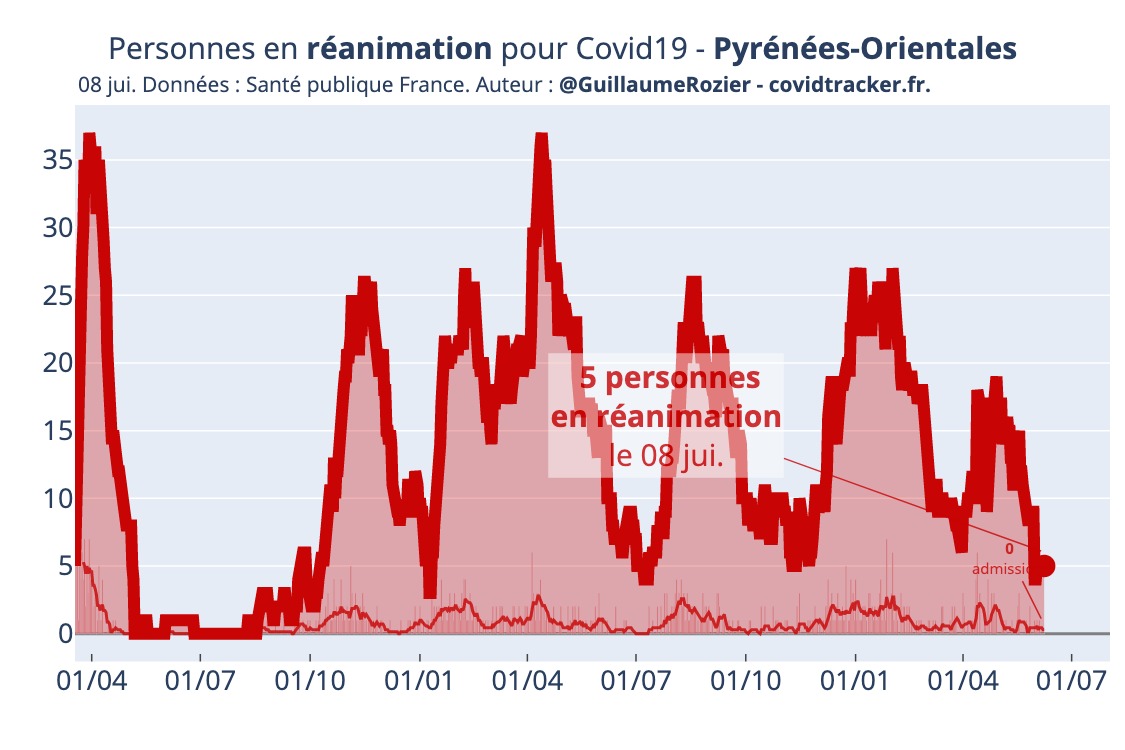 Personnes en réanimation pour Covid19 - Pyrénées-Orientales
08 jui. Données : Santé publique France. Auteur : @GuillaumeRozier - covidtracker.fr.
35
30
25
20
15
10
5
0
5 personnes
en réanimation
le 08 jui.
0
admissio
01/04 01/07 01/10 01/01 01/04 01/07 01/10 01/01 01/04 01/07